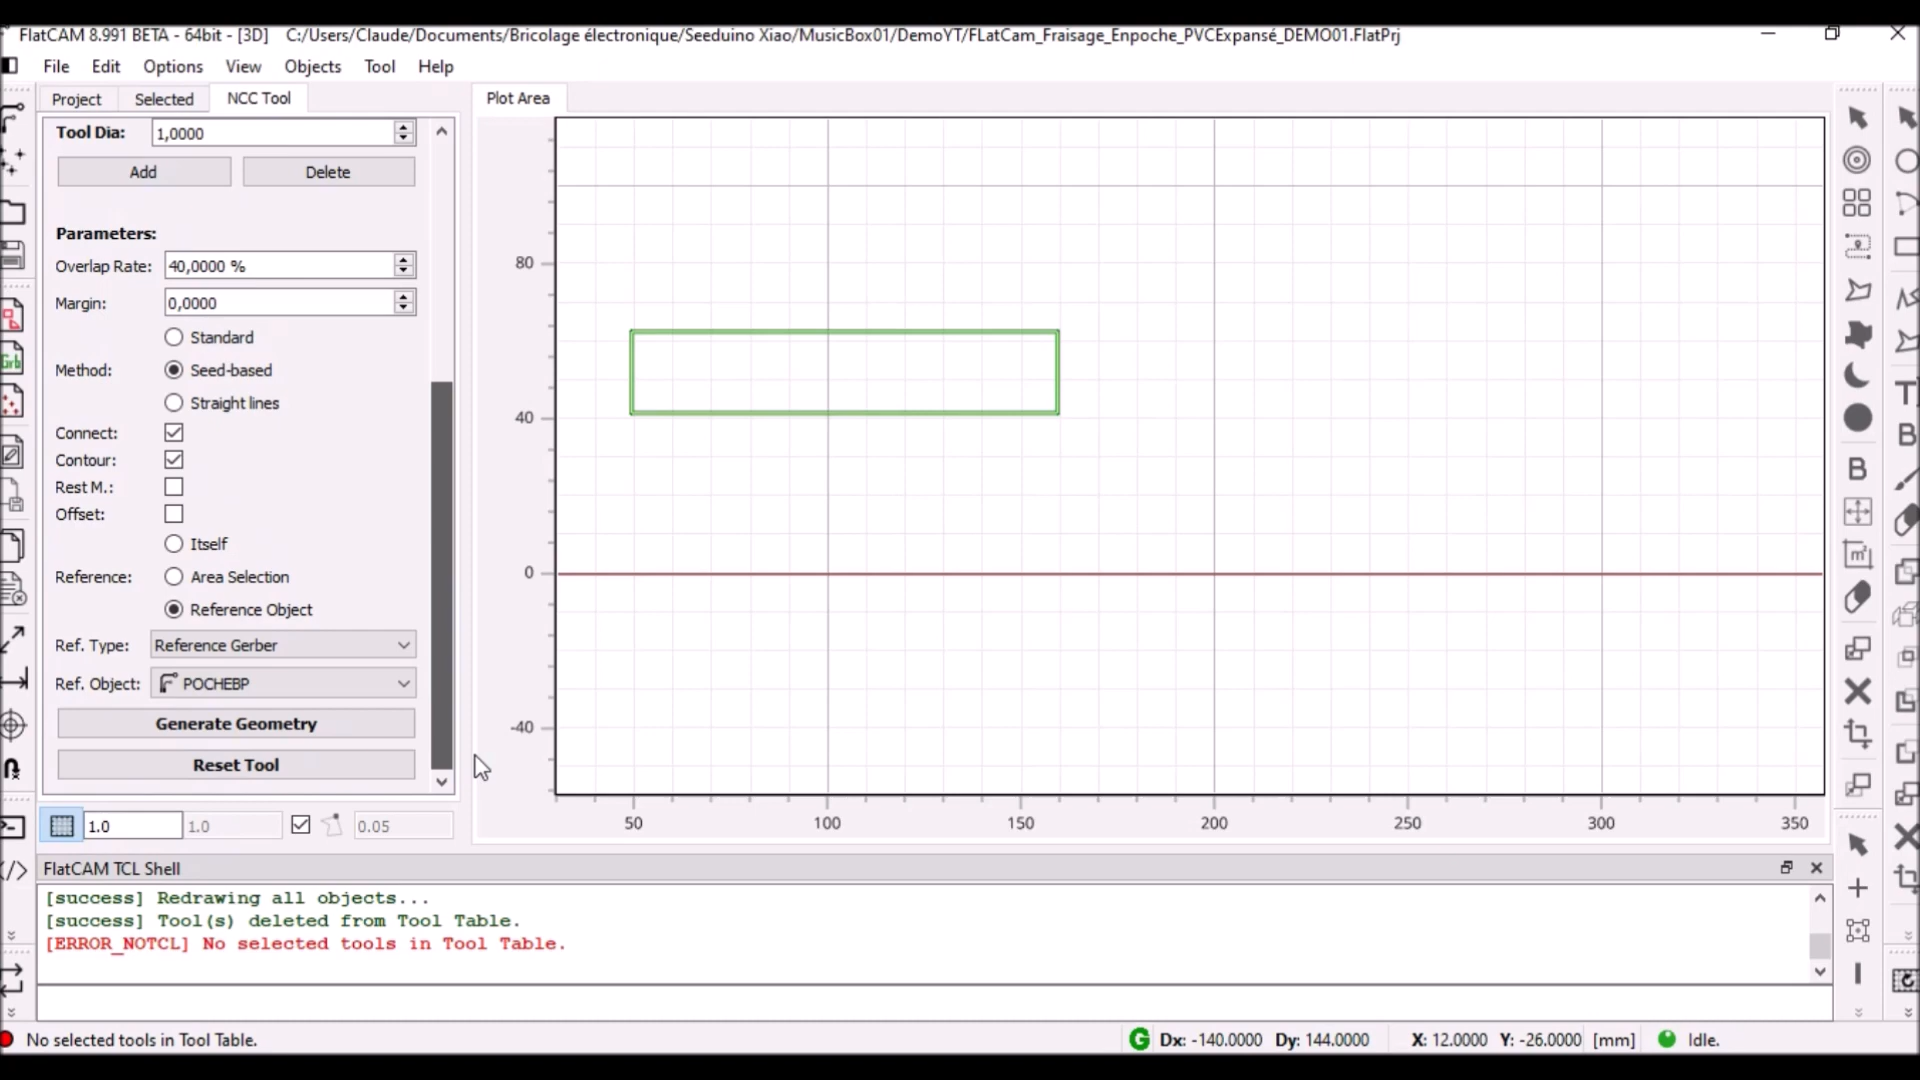 FlatCAM 8.991 BETA - 64bit - [3D] C:/Users/Claude/Documents/Bricolage électronique/Seeduino Xiao/MusicBox01/DemoYT/FLatCam_Fraisage_Enpoche_PVCExpansé_DEMO01.FlatPrj
File Edit Options View Objects Tool Help
Project Selected NCC Tool Plot Area
Tool Dia: 1,0000
Add Delete
Parameters:
Overlap Rate: 40,0000 %
Margin: 0,0000
Standard
Method: Seed-based
Straight lines
Connect:
Contour:
Rest M.:
Offset:
Itself
Reference: Area Selection
Reference Object
Ref. Type: Reference Gerber
Ref. Object: POCHEBP
Generate Geometry
Reset Tool
80
40
0
-40
50 100 150 200 250 300 350
1.0 1.0 0.05
FlatCAM TCL Shell
[success] Redrawing all objects...
[success] Tool(s) deleted from Tool Table.
[ERROR_NOTCL] No selected tools in Tool Table.
No selected tools in Tool Table. G Dx: -140.0000 Dy: 144.0000 X: 12.0000 Y: -26.0000 [mm] Idle.
Grb
B
m²
T
B